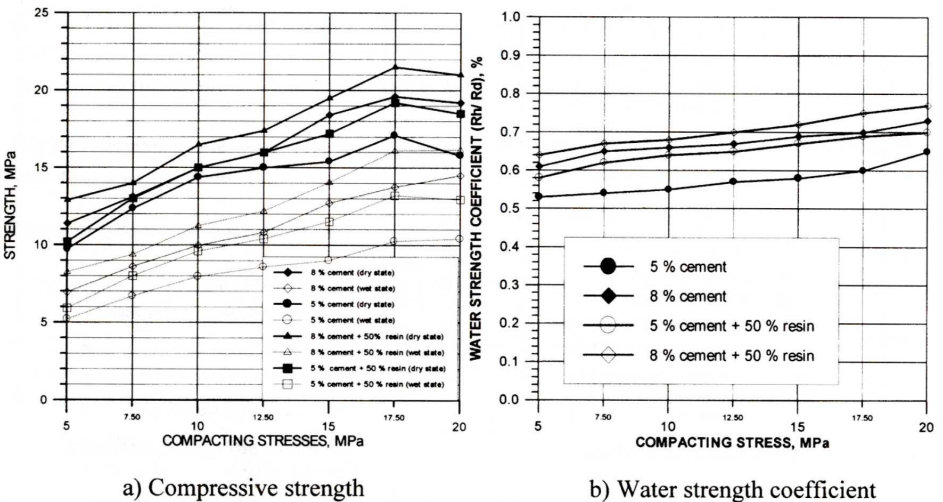 25
20
15
10
5
0
STRENGTH, MPa
5
7.50
10
12.50
15
17.50
20
COMPACTING STRESSES, MPa
8 % cement (dry state)
8 % cement (wet state)
5 % cement (dry state)
5 % cement (wet state)
8 % cement + 50% resin (dry state)
8 % cement + 50 % resin (wet state)
5 % cement + 50 % resin (dry state)
5 % cement + 50 % resin (wet state)
a) Compressive strength
1.0
0.9
0.8
0.7
0.6
0.5
0.4
0.3
0.2
0.1
0.0
WATER STRENGTH COEFFICIENT (Rh/ Rd), %
5
7.50
10
12.50
15
17.50
20
COMPACTING STRESS, MPa
5 % cement
8 % cement
5 % cement + 50 % resin
8 % cement + 50 % resin
b) Water strength coefficient